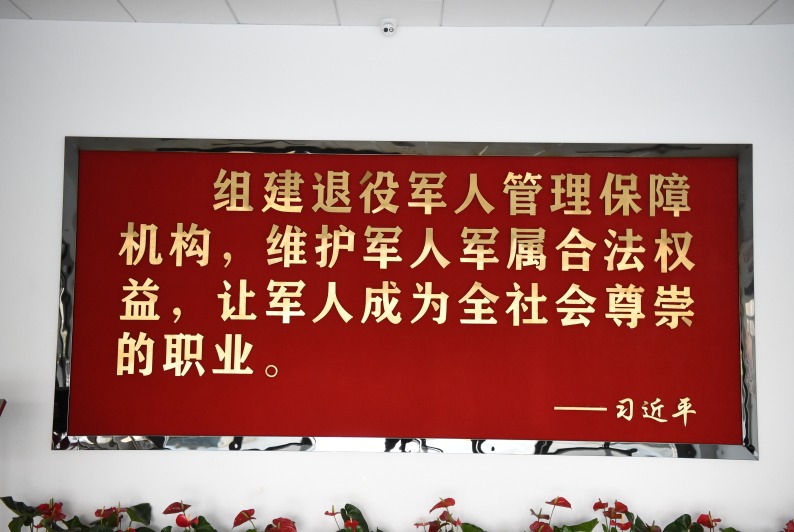 组建退役军人管理保障
机构，维护军人军属合法权
益，让军人成为全社会尊崇
的职业。
——习近平